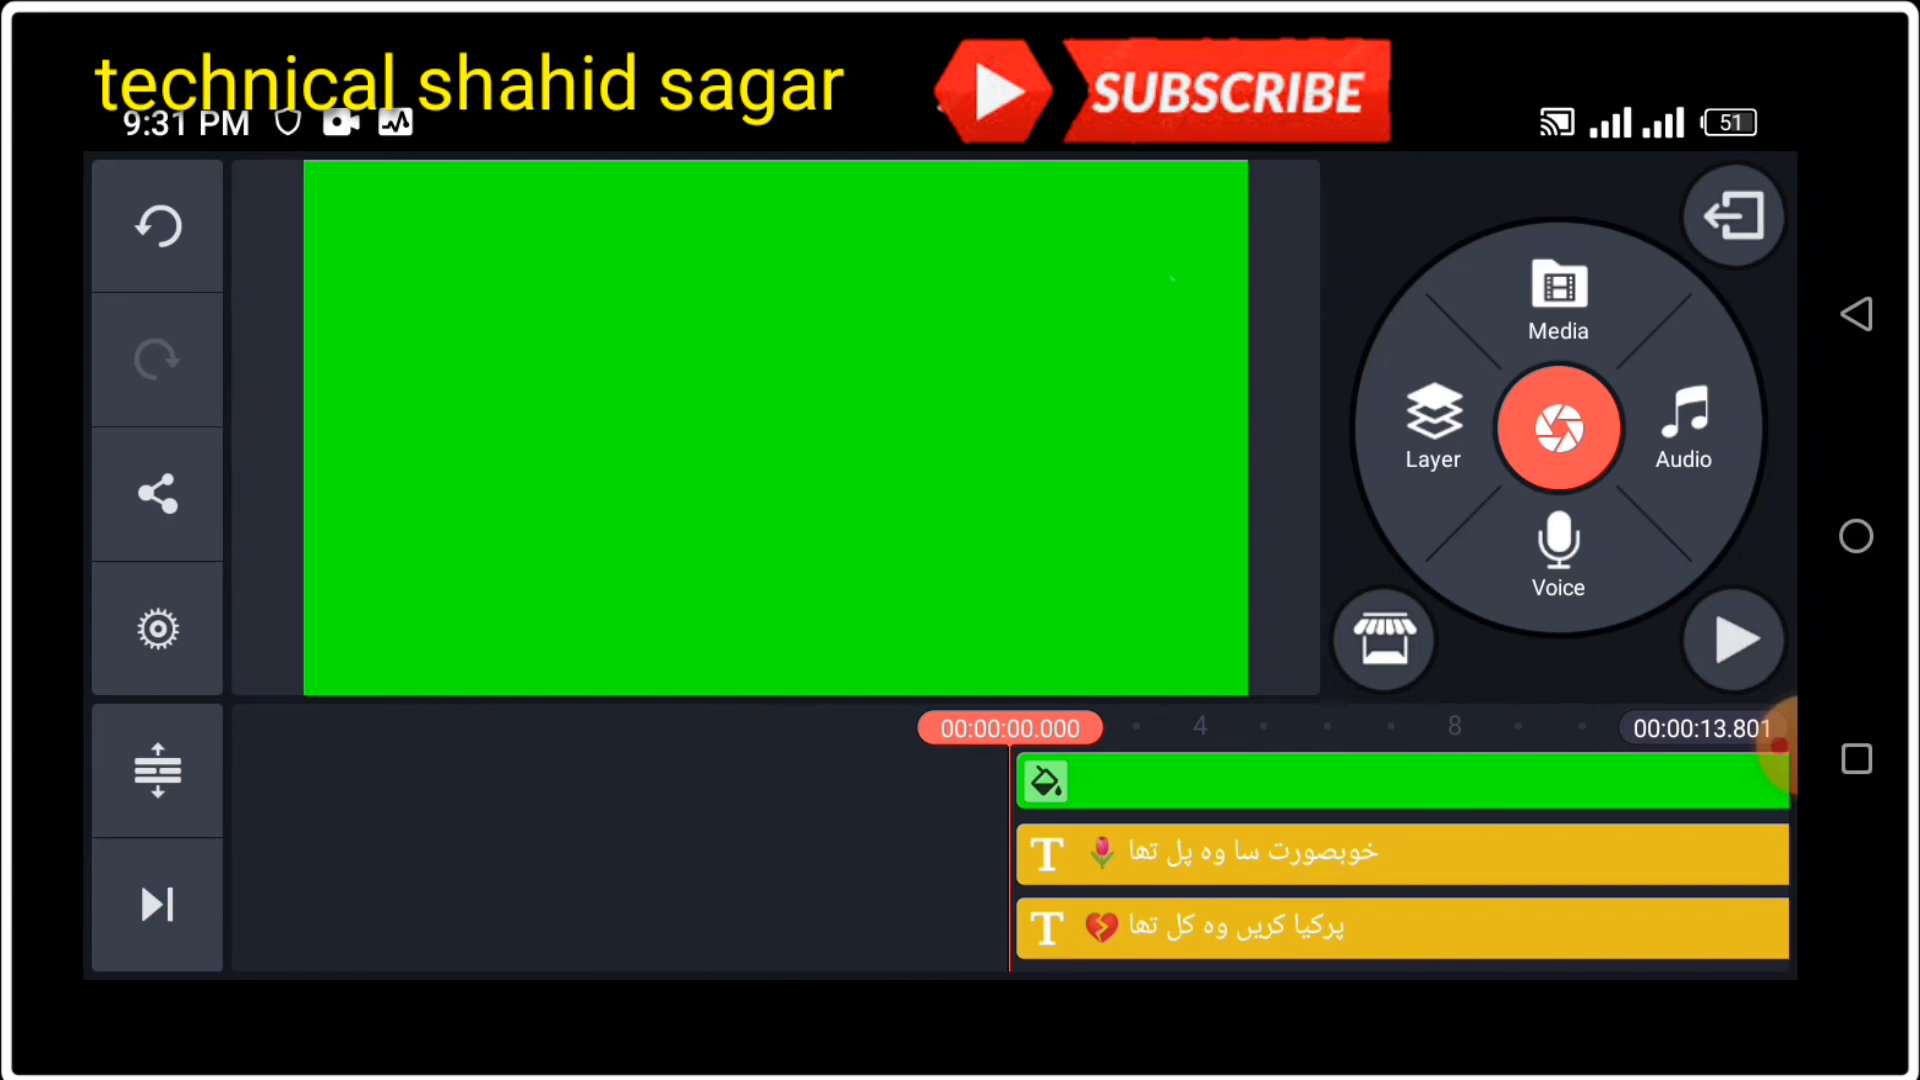 technical shahid sagar
SUBSCRIBE
9:31 PM
51
Media
Layer
Audio
Voice
00:00:00.000
4
8
00:00:13.801
T 🌷 خوبصورت سا وہ پل تھا
T 💔 پرکیا کریں وہ کل تھا